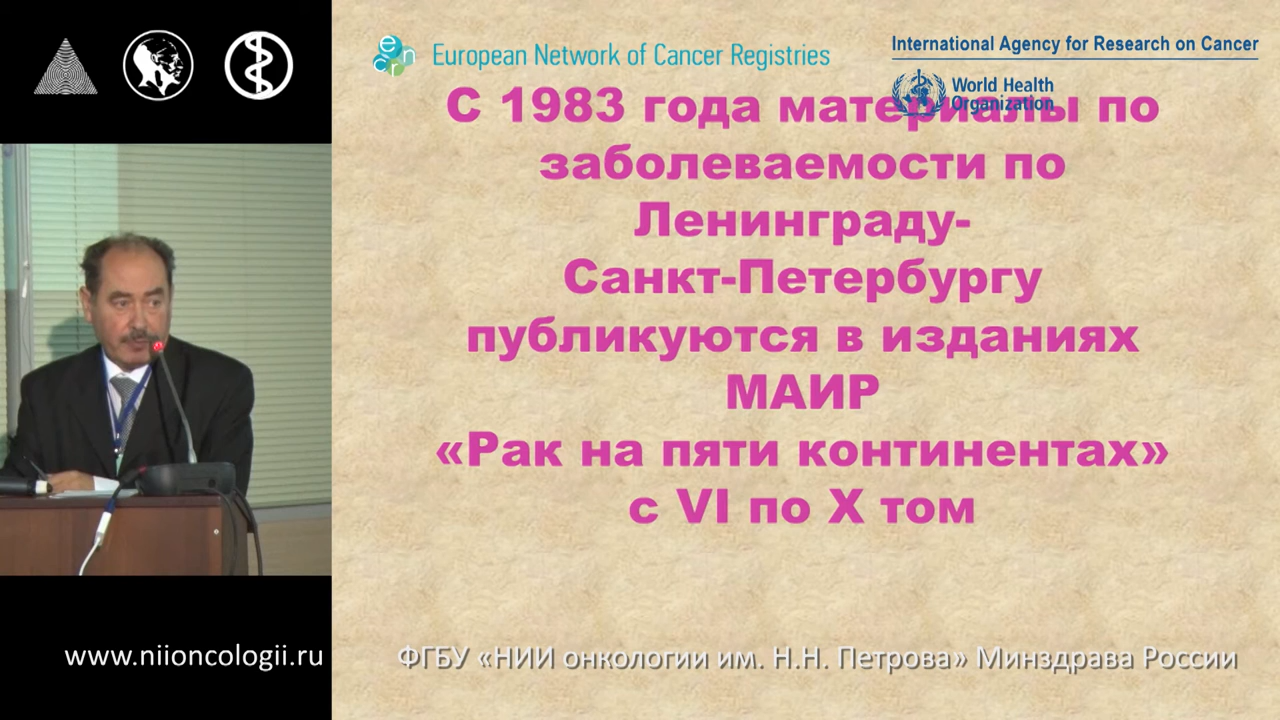 European Network of Cancer Registries
International Agency for Research on Cancer
World Health
Organization
С 1983 года материалы по
заболеваемости по
Ленинграду-
Санкт-Петербургу
публикуются в изданиях
МАИР
«Рак на пяти континентах»
с VI по X том
www.niioncologii.ru
ФГБУ «НИИ онкологии им. Н.Н. Петрова» Минздрава России